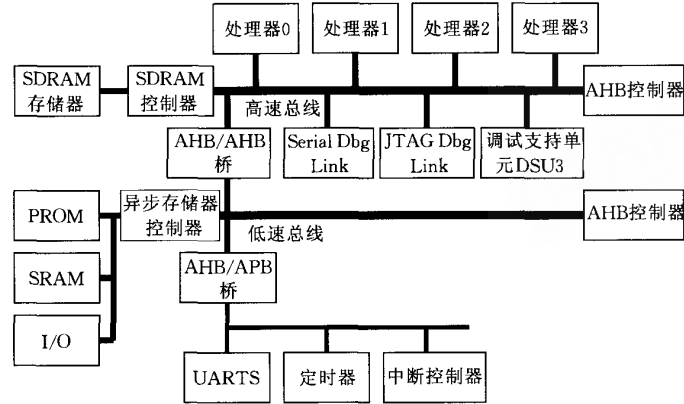 处理器0
处理器1
处理器2
处理器3
SDRAM
存储器
SDRAM
控制器
AHB控制器
高速总线
AHB/AHB
桥
Serial Dbg
Link
JTAG Dbg
Link
调试支持单
元DSU3
PROM
异步存储器
控制器
AHB控制器
低速总线
SRAM
AHB/APB
桥
I/O
UARTS
定时器
中断控制器